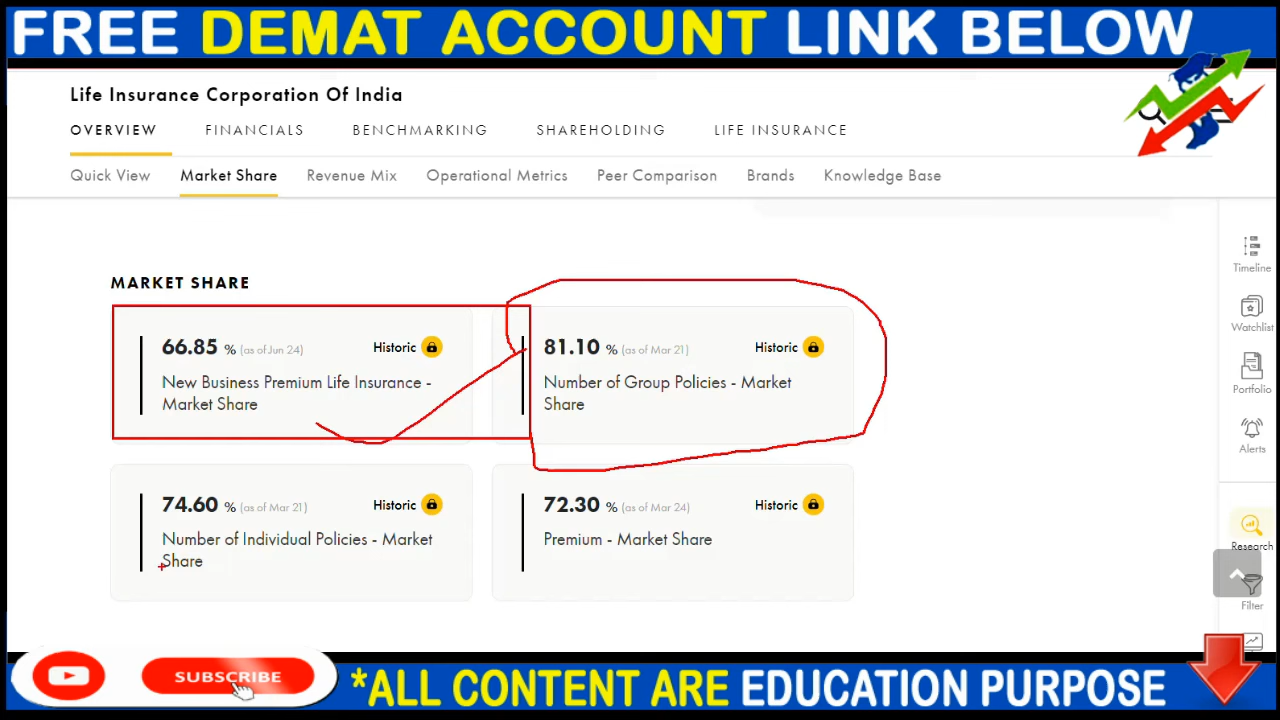 FREE DEMAT ACCOUNT LINK BELOW
Life Insurance Corporation Of India
OVERVIEW FINANCIALS BENCHMARKING SHAREHOLDING LIFE INSURANCE
Quick View Market Share Revenue Mix Operational Metrics Peer Comparison Brands Knowledge Base
MARKET SHARE
66.85 % (as of Jun 24) Historic
New Business Premium Life Insurance -
Market Share
81.10 % (as of Mar 21) Historic
Number of Group Policies - Market
Share
74.60 % (as of Mar 21) Historic
Number of Individual Policies - Market
Share
72.30 % (as of Mar 24) Historic
Premium - Market Share
Timeline
Watchlist
Portfolio
Alerts
Research
Filter
SUBSCRIBE
*ALL CONTENT ARE EDUCATION PURPOSE